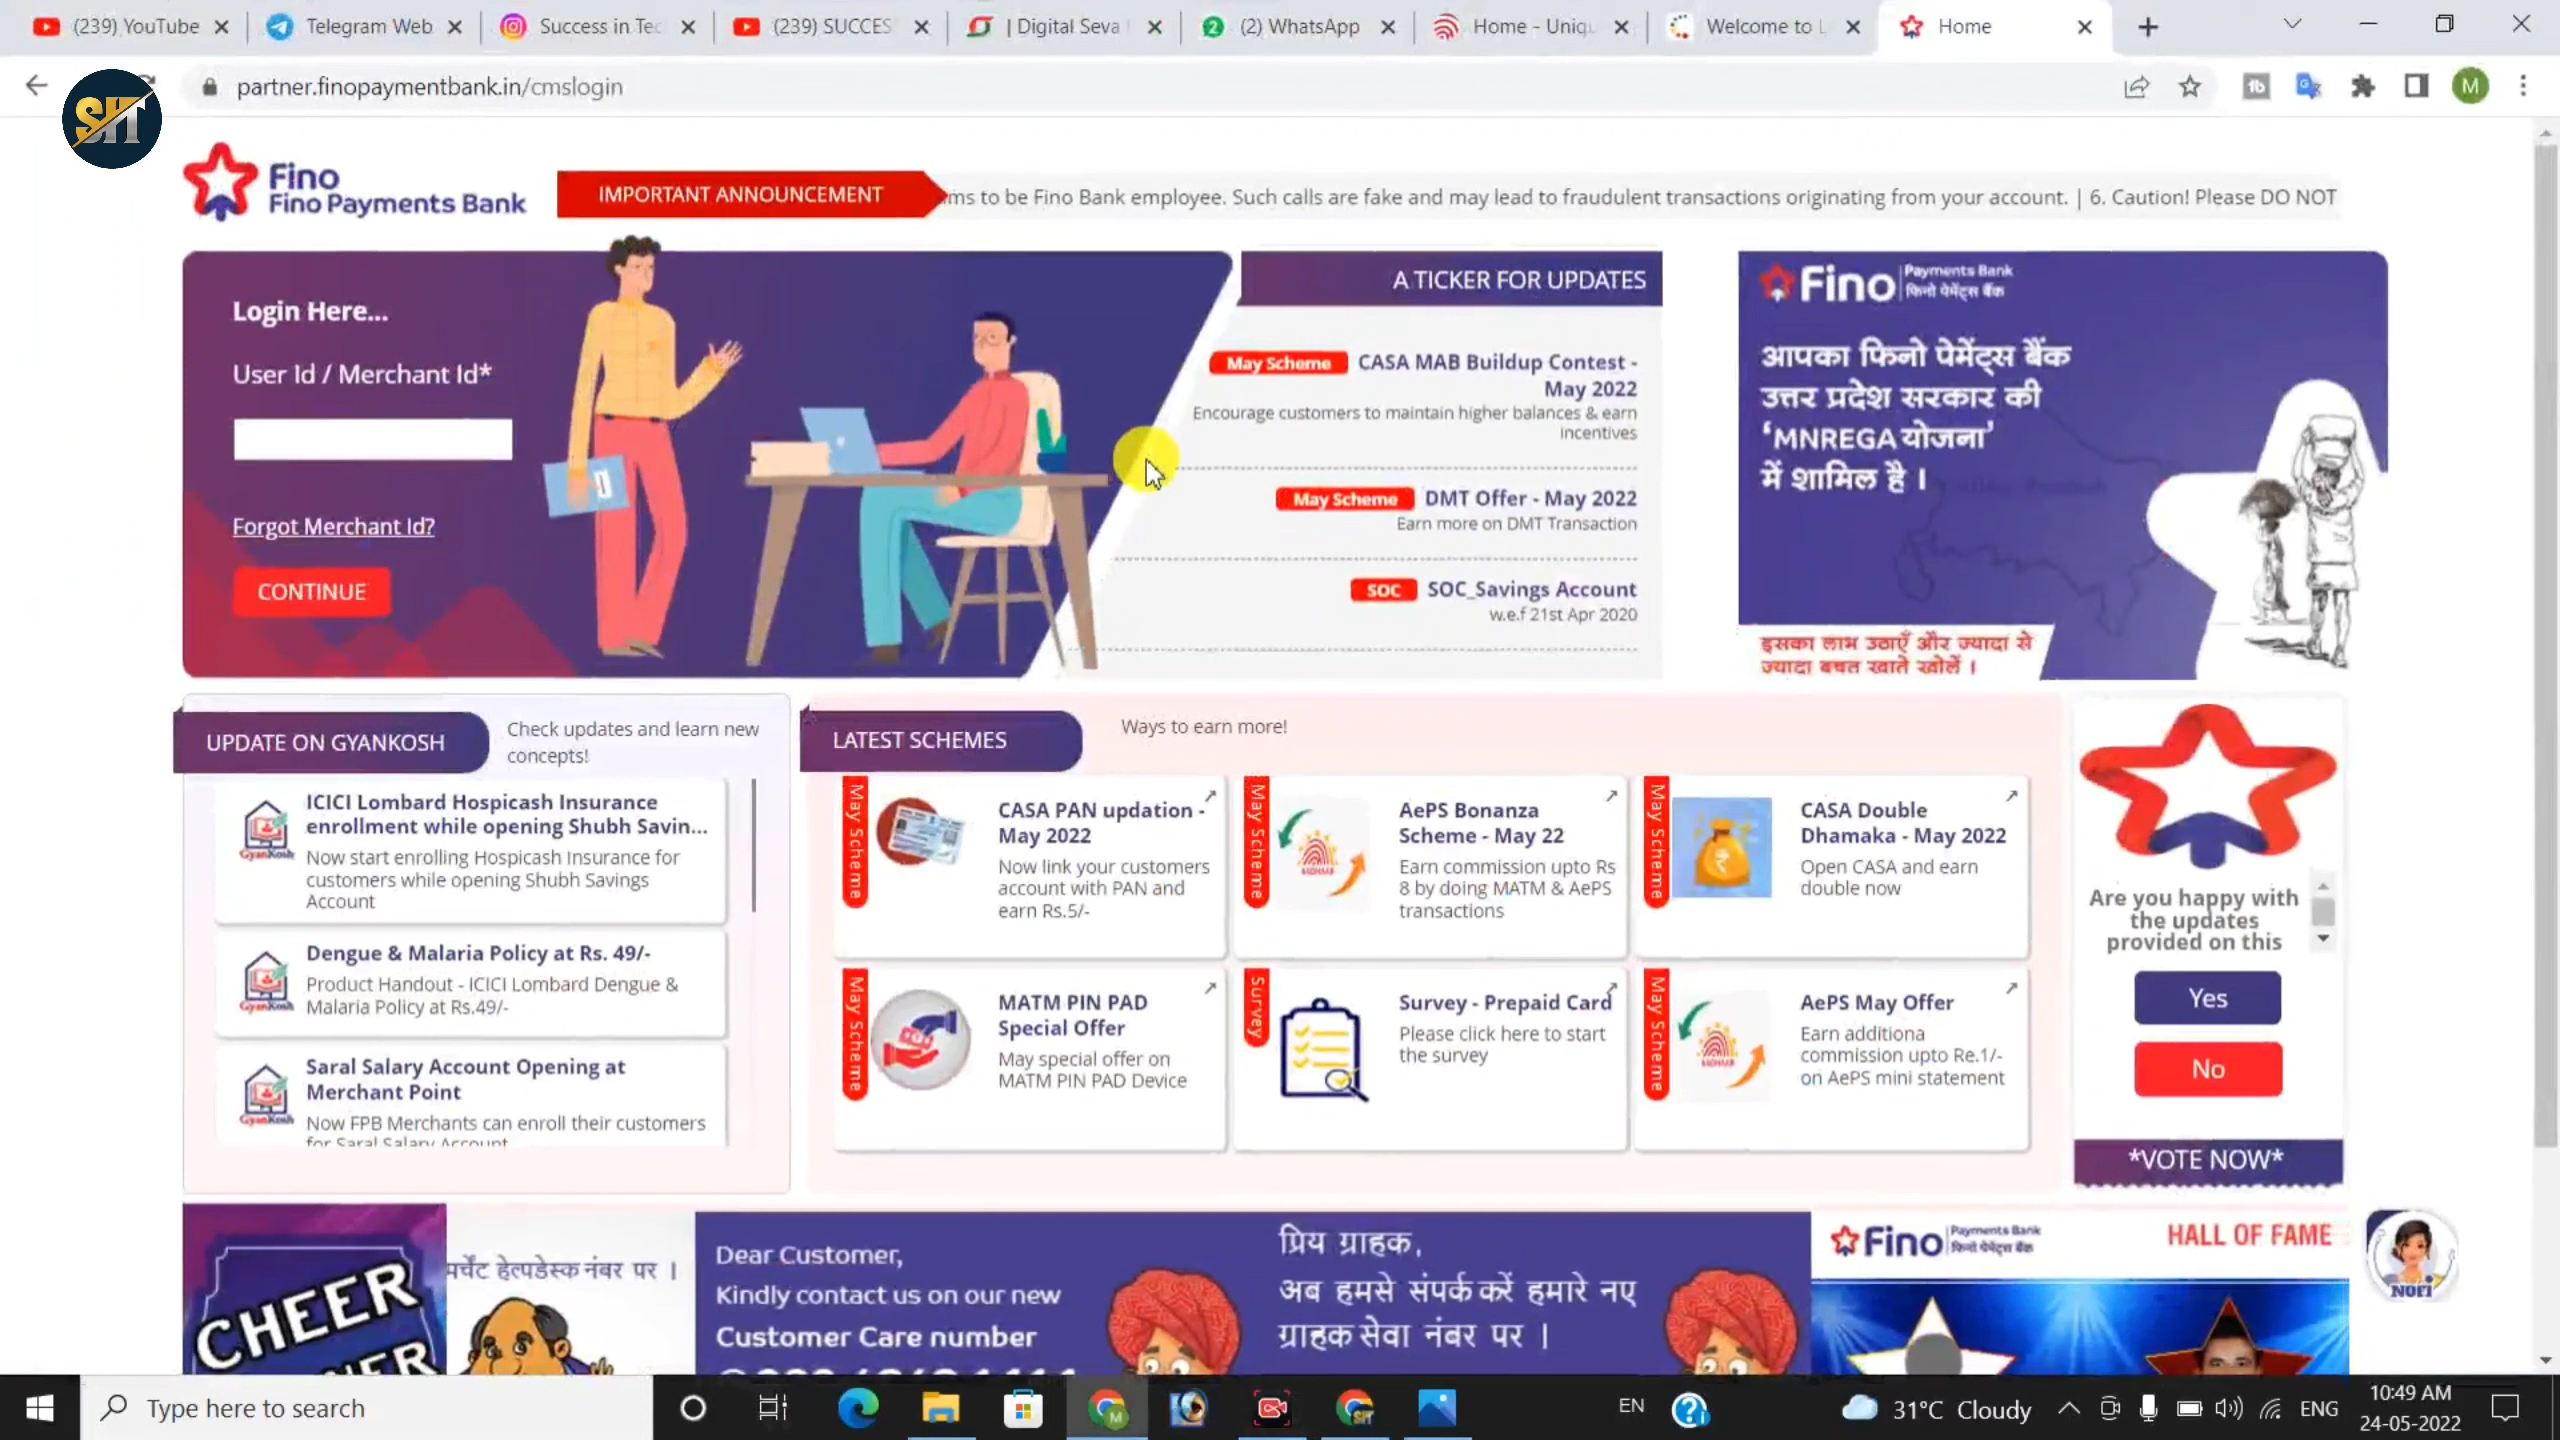 (239) YouTube
Telegram Web
Success in Tec
(239) SUCCES
| Digital Seva
(2) WhatsApp
Home - Uniqu
Welcome to L
Home
partner.finopaymentbank.in/cmslogin
M
SIT
Fino
Fino Payments Bank
IMPORTANT ANNOUNCEMENT
ms to be Fino Bank employee. Such calls are fake and may lead to fraudulent transactions originating from your account. | 6. Caution! Please DO NOT
Login Here...
User Id / Merchant Id*
Forgot Merchant Id?
CONTINUE
A TICKER FOR UPDATES
May Scheme CASA MAB Buildup Contest -
May 2022
Encourage customers to maintain higher balances & earn
incentives
May Scheme DMT Offer - May 2022
Earn more on DMT Transaction
SOC SOC_Savings Account
w.e.f 21st Apr 2020
Fino Payments Bank
फिनो पेमेंट्स बैंक
आपका फिनो पेमेंट्स बैंक
उत्तर प्रदेश सरकार की
‘MNREGA योजना’
में शामिल है ।
इसका लाभ उठाएँ और ज्यादा से
ज्यादा बचत खाते खोलें ।
UPDATE ON GYANKOSH
Check updates and learn new
concepts!
GyanKosh
ICICI Lombard Hospicash Insurance
enrollment while opening Shubh Savin...
Now start enrolling Hospicash Insurance for
customers while opening Shubh Savings
Account
GyanKosh
Dengue & Malaria Policy at Rs. 49/-
Product Handout - ICICI Lombard Dengue &
Malaria Policy at Rs.49/-
GyanKosh
Saral Salary Account Opening at
Merchant Point
Now FPB Merchants can enroll their customers
for Saral Salary Account
LATEST SCHEMES
Ways to earn more!
May Scheme
CASA PAN updation -
May 2022
Now link your customers
account with PAN and
earn Rs.5/-
May Scheme
AADHAAR
AePS Bonanza
Scheme - May 22
Earn commission upto Rs
8 by doing MATM & AePS
transactions
May Scheme
CASA Double
Dhamaka - May 2022
Open CASA and earn
double now
May Scheme
MATM PIN PAD
Special Offer
May special offer on
MATM PIN PAD Device
Survey
Survey - Prepaid Card
Please click here to start
the survey
May Scheme
AADHAAR
AePS May Offer
Earn additiona
commission upto Re.1/-
on AePS mini statement
Are you happy with
the updates
provided on this
Yes
No
*VOTE NOW*
CHEER
मर्चेंट हेल्पडेस्क नंबर पर ।
Dear Customer,
Kindly contact us on our new
Customer Care number
प्रिय ग्राहक,
अब हमसे संपर्क करें हमारे नए
ग्राहक सेवा नंबर पर ।
Fino Payments Bank
फिनो पेमेंट्स बैंक
HALL OF FAME
NOFI
Type here to search
EN
31°C Cloudy
ENG
10:49 AM
24-05-2022